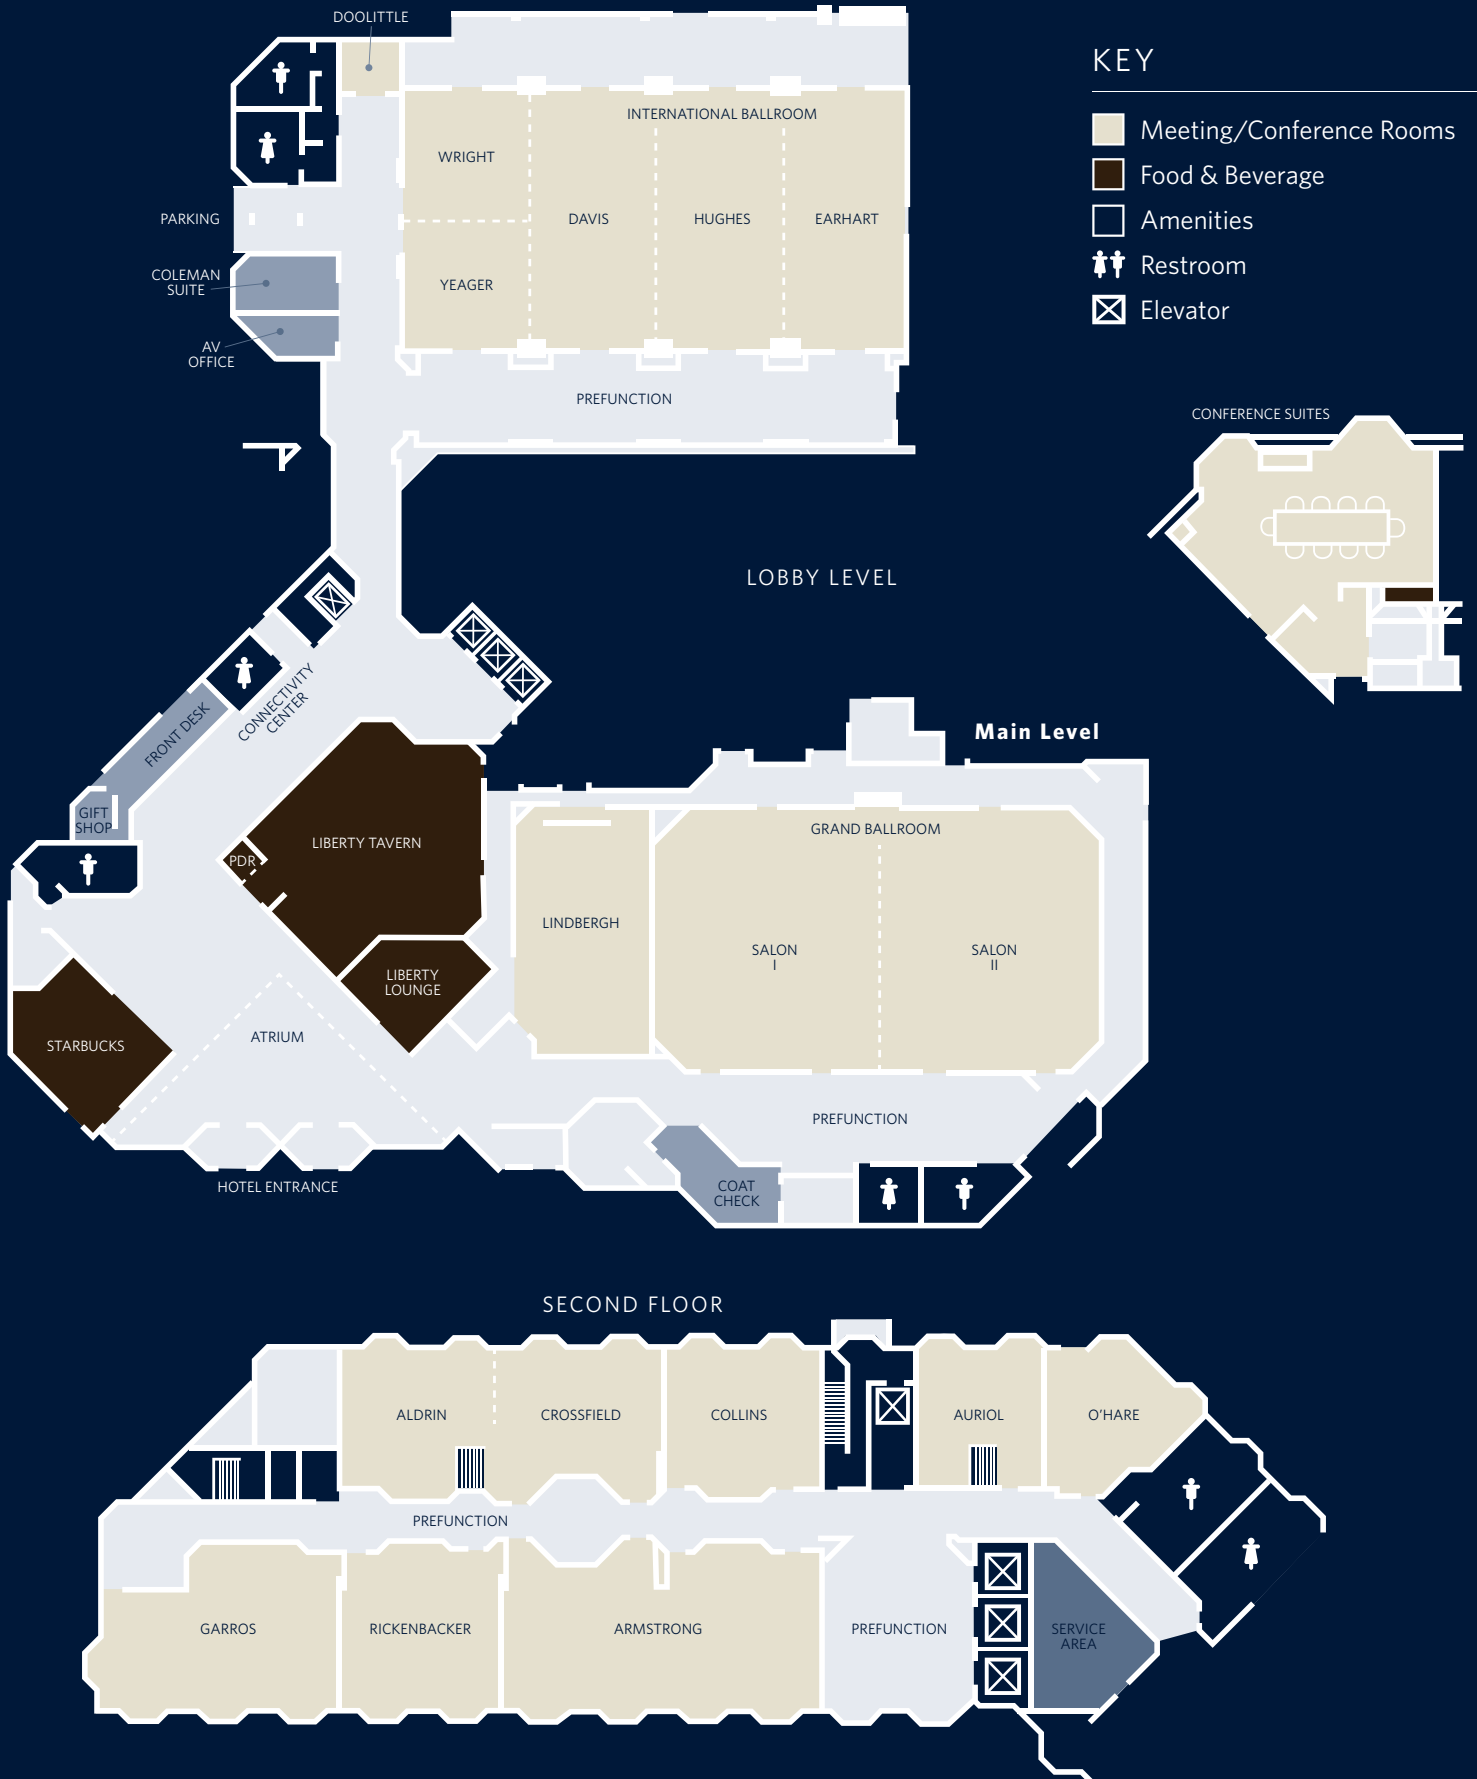 DOOLITTLE
KEY
Meeting/Conference Rooms
Food & Beverage
Amenities
Restroom
Elevator
INTERNATIONAL BALLROOM
WRIGHT
PARKING
DAVIS
HUGHES
EARHART
COLEMAN
SUITE
YEAGER
AV
OFFICE
PREFUNCTION
CONFERENCE SUITES
LOBBY LEVEL
CONNECTIVITY
CENTER
FRONT DESK
Main Level
GIFT
SHOP
LIBERTY TAVERN
PDR
GRAND BALLROOM
LINDBERGH
SALON
I
SALON
II
LIBERTY
LOUNGE
STARBUCKS
ATRIUM
PREFUNCTION
HOTEL ENTRANCE
COAT
CHECK
SECOND FLOOR
ALDRIN
CROSSFIELD
COLLINS
AURIOL
O'HARE
PREFUNCTION
GARROS
RICKENBACKER
ARMSTRONG
PREFUNCTION
SERVICE
AREA